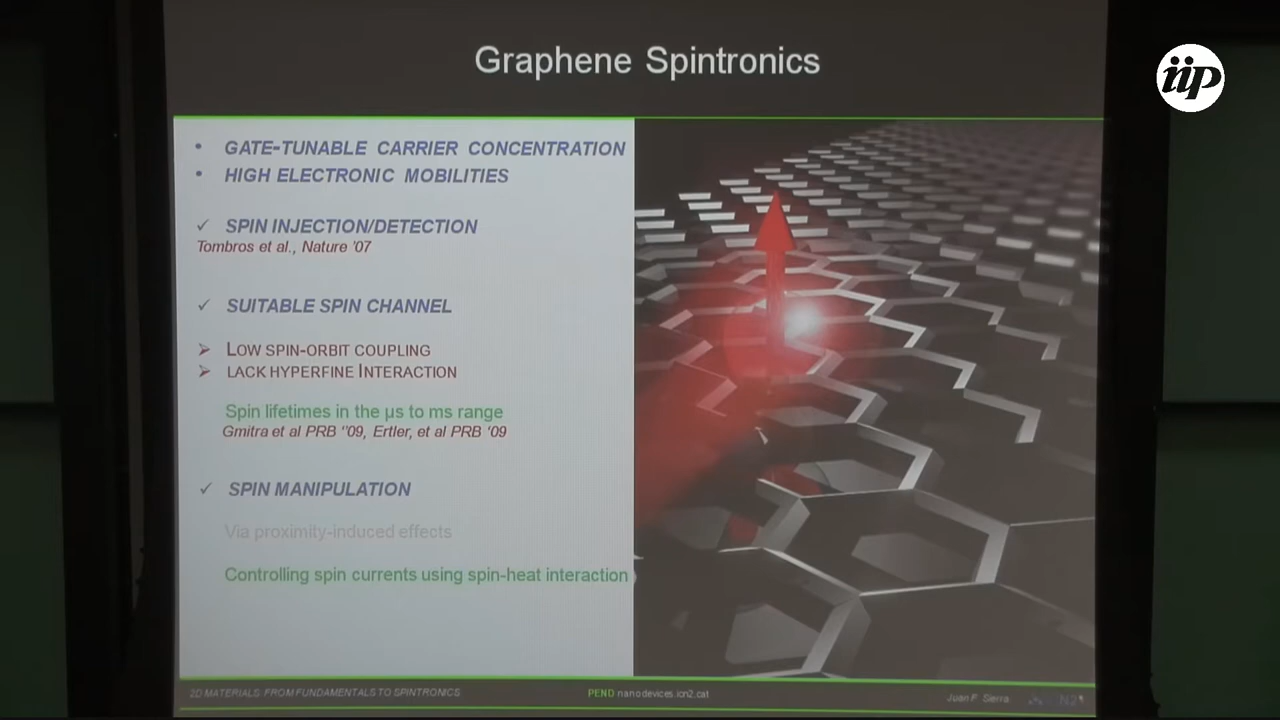 Graphene Spintronics
iip
• GATE-TUNABLE CARRIER CONCENTRATION
• HIGH ELECTRONIC MOBILITIES
✓ SPIN INJECTION/DETECTION
Tombros et al., Nature '07
✓ SUITABLE SPIN CHANNEL
➢ LOW SPIN-ORBIT COUPLING
➢ LACK HYPERFINE INTERACTION
Spin lifetimes in the µs to ms range
Gmitra et al PRB "09, Ertler, et al PRB '09
✓ SPIN MANIPULATION
Via proximity-induced effects
Controlling spin currents using spin-heat interaction
2D MATERIALS: FROM FUNDAMENTALS TO SPINTRONICS
PEND nanodevices.icn2.cat
Juan F. Sierra